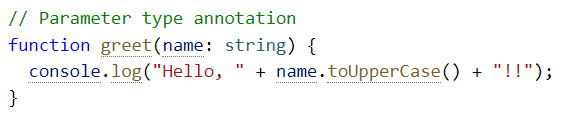 // Parameter type annotation
function greet(name: string) {
  console.log("Hello, " + name.toUpperCase() + "!!");
}